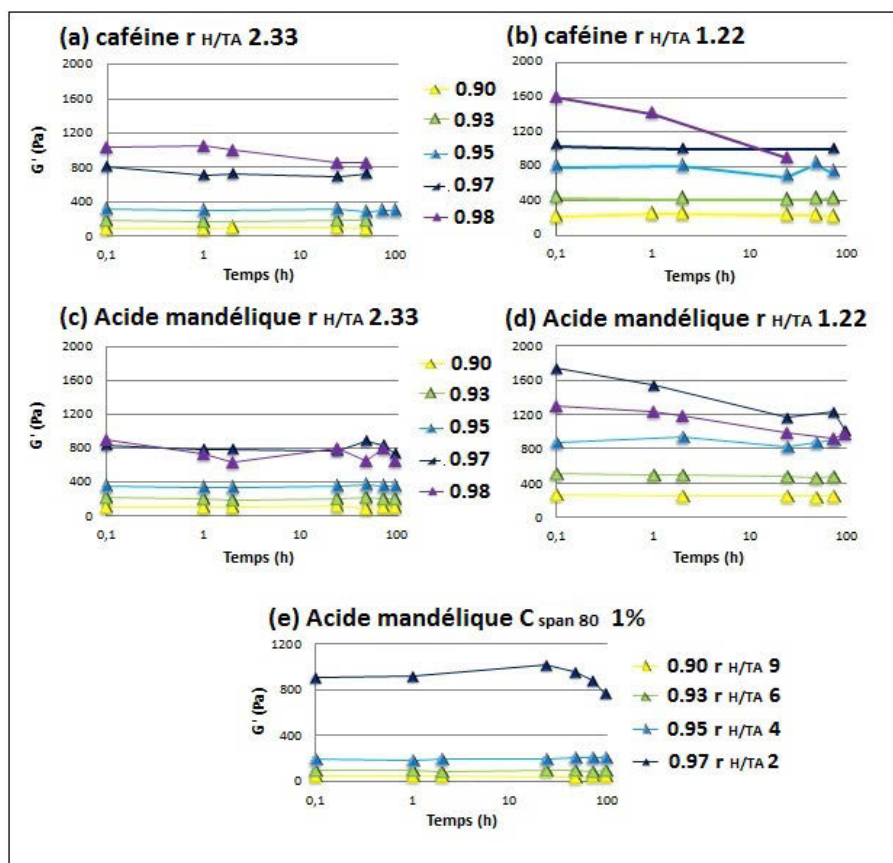 (a) caféine r H/TA 2.33
2000
1600
1200
800
400
0
G' (Pa)
0,1 1 10 100
Temps (h)
0.90
0.93
0.95
0.97
0.98
(b) caféine r H/TA 1.22
2000
1600
1200
800
400
0
0,1 1 10 100
Temps (h)
(c) Acide mandélique r H/TA 2.33
2000
1600
1200
800
400
0
G' (Pa)
0,1 1 10 100
Temps (h)
0.90
0.93
0.95
0.97
0.98
(d) Acide mandélique r H/TA 1.22
2000
1600
1200
800
400
0
0,1 1 10 100
Temps (h)
(e) Acide mandélique C span 80 1%
1200
800
400
0
G' (Pa)
0,1 1 10 100
Temps (h)
0.90 r H/TA 9
0.93 r H/TA 6
0.95 r H/TA 4
0.97 r H/TA 2